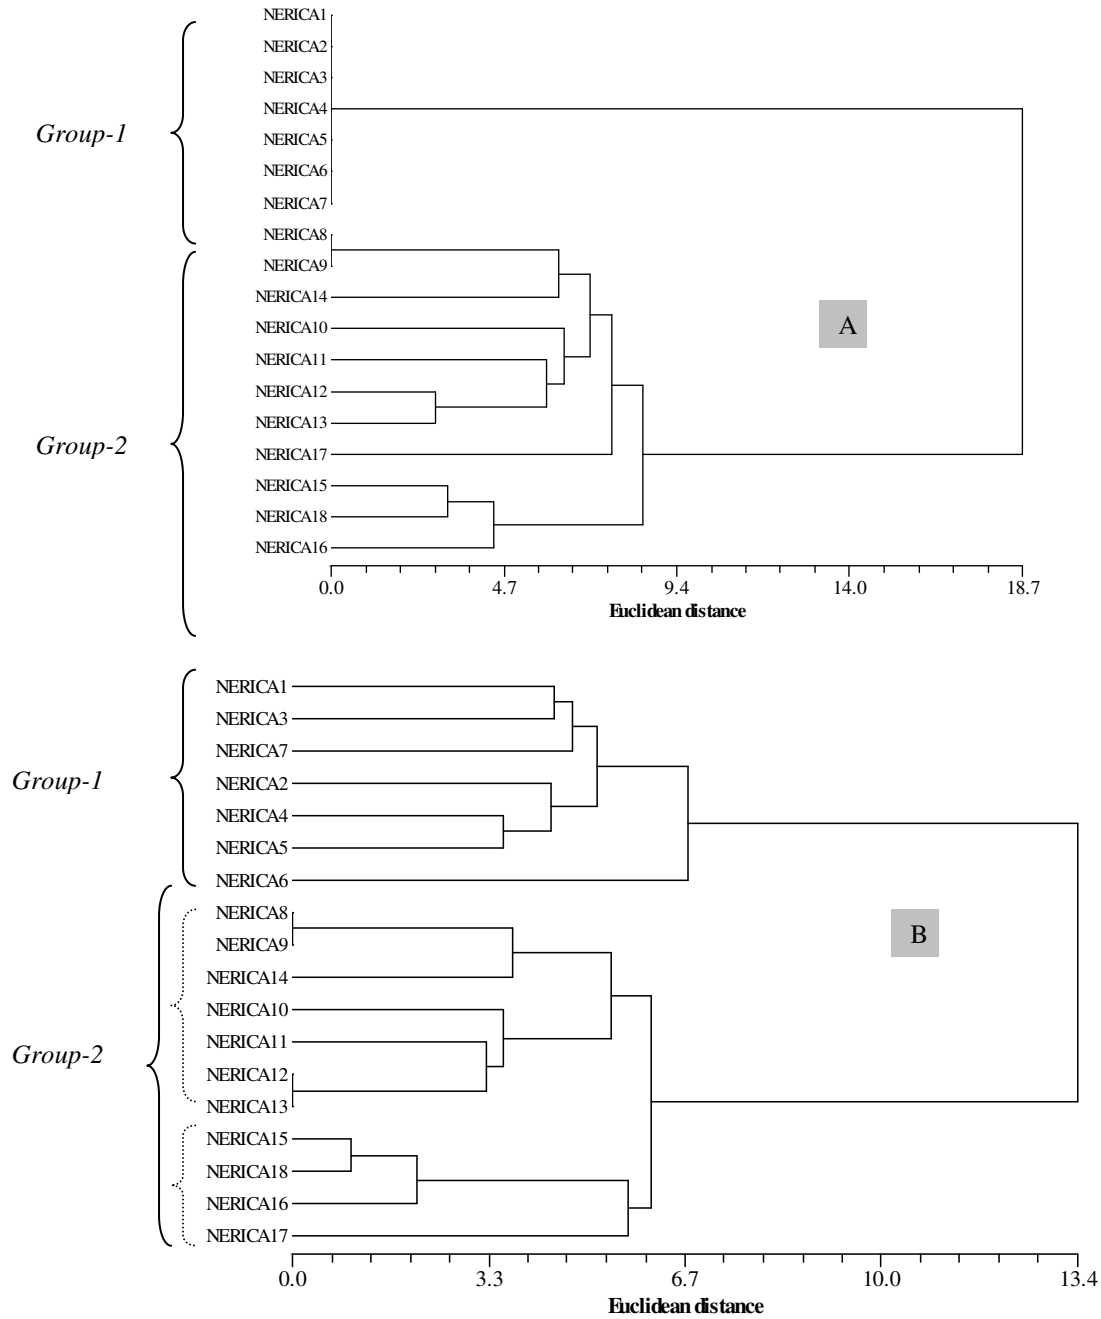 NERICA1
NERICA2
NERICA3
NERICA4
Group-1
NERICA5
NERICA6
NERICA7
NERICA8
NERICA9
NERICA14
A
NERICA10
NERICA11
NERICA12
NERICA13
Group-2
NERICA17
NERICA15
NERICA18
NERICA16
0.0 4.7 9.4 14.0 18.7
Euclidean distance
NERICA1
NERICA3
NERICA7
Group-1
NERICA2
NERICA4
NERICA5
NERICA6
NERICA8
B
NERICA9
NERICA14
NERICA10
NERICA11
Group-2
NERICA12
NERICA13
NERICA15
NERICA18
NERICA16
NERICA17
0.0 3.3 6.7 10.0 13.4
Euclidean distance